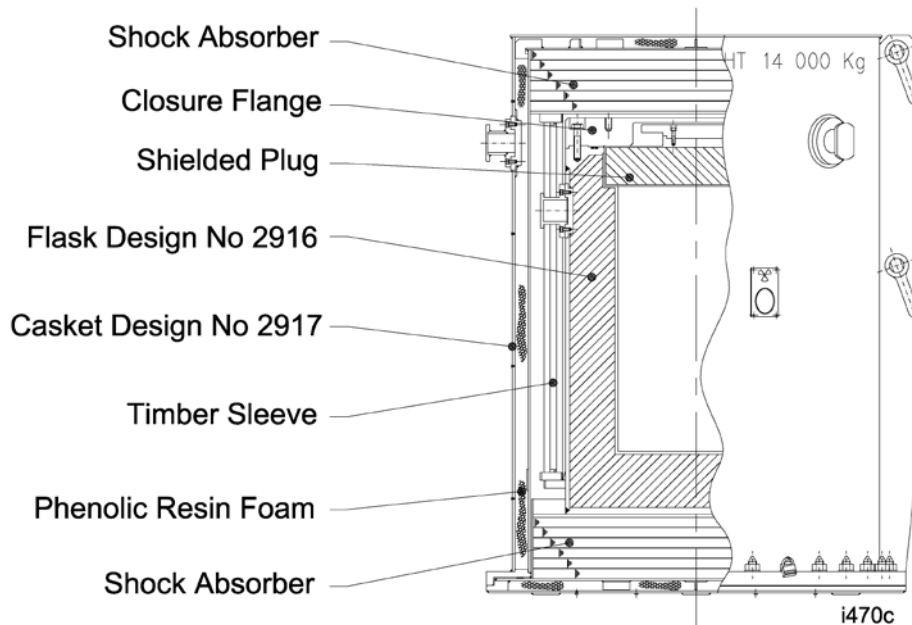 Shock Absorber
HT 14 000 Kg
Closure Flange
Shielded Plug
Flask Design No 2916
Casket Design No 2917
Timber Sleeve
Phenolic Resin Foam
Shock Absorber
i470c